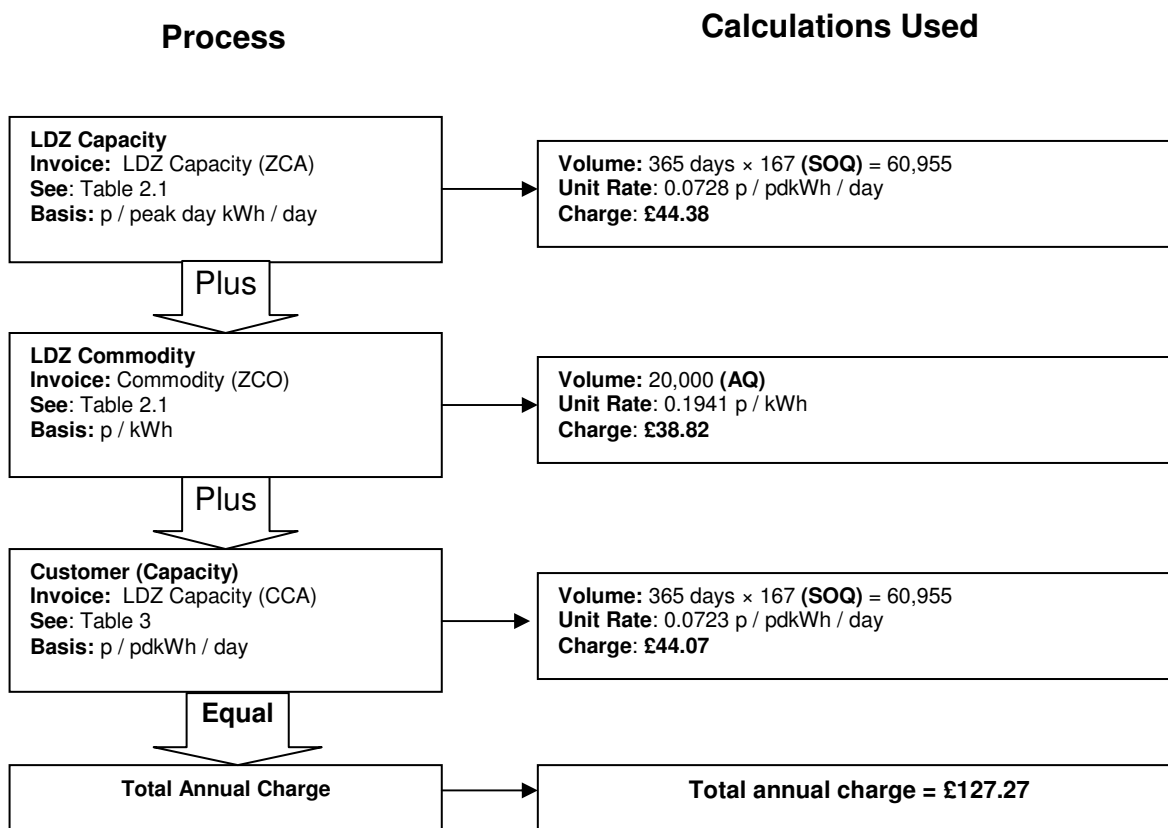 Process
Calculations Used
LDZ Capacity
Invoice: LDZ Capacity (ZCA)
See: Table 2.1
Basis: p / peak day kWh / day
Volume: 365 days × 167 (SOQ) = 60,955
Unit Rate: 0.0728 p / pdkWh / day
Charge: £44.38
Plus
LDZ Commodity
Invoice: Commodity (ZCO)
See: Table 2.1
Basis: p / kWh
Volume: 20,000 (AQ)
Unit Rate: 0.1941 p / kWh
Charge: £38.82
Plus
Customer (Capacity)
Invoice: LDZ Capacity (CCA)
See: Table 3
Basis: p / pdkWh / day
Volume: 365 days × 167 (SOQ) = 60,955
Unit Rate: 0.0723 p / pdkWh / day
Charge: £44.07
Equal
Total Annual Charge
Total annual charge = £127.27